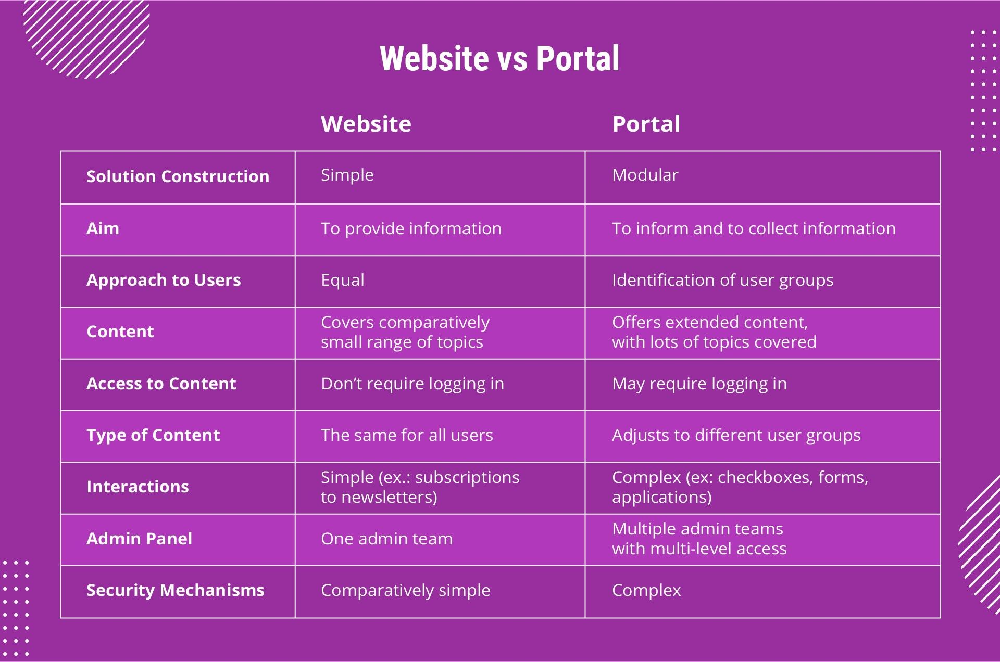 Website vs Portal
Website Portal
Solution Construction Simple Modular
Aim To provide information To inform and to collect information
Approach to Users Equal Identification of user groups
Content Covers comparatively
small range of topics Offers extended content,
with lots of topics covered
Access to Content Don’t require logging in May require logging in
Type of Content The same for all users Adjusts to different user groups
Interactions Simple (ex.: subscriptions
to newsletters) Complex (ex: checkboxes, forms,
applications)
Admin Panel One admin team Multiple admin teams
with multi-level access
Security Mechanisms Comparatively simple Complex